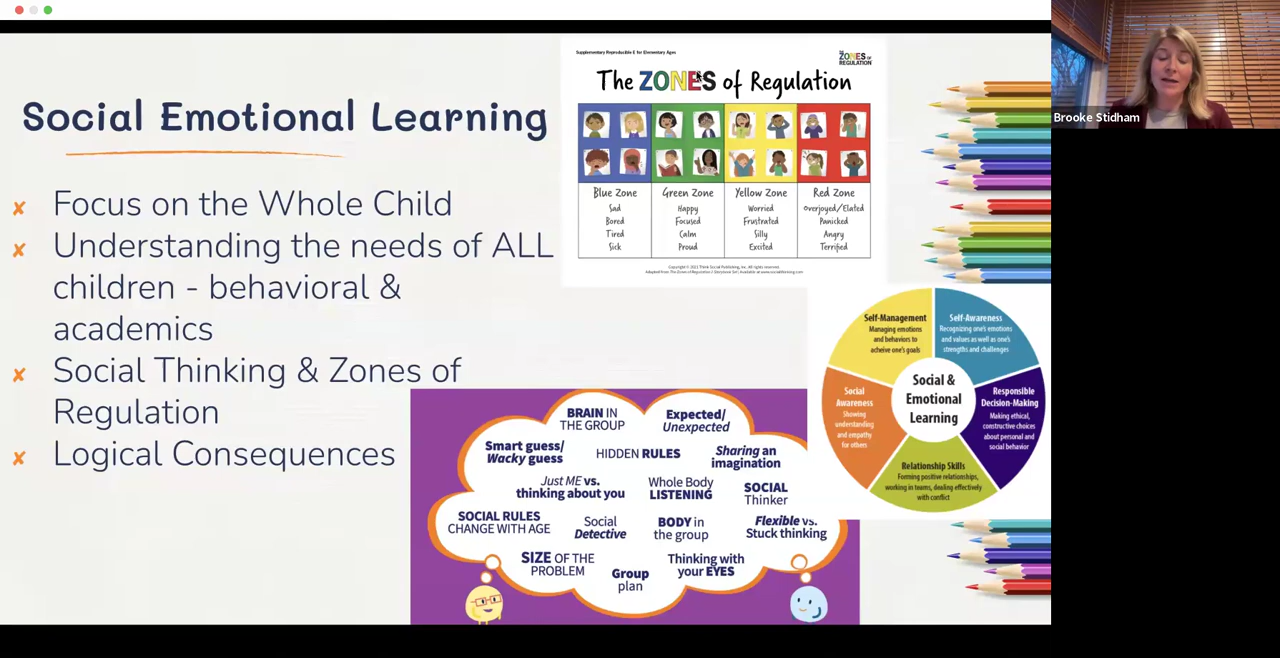 Social Emotional Learning
✘ Focus on the Whole Child
✘ Understanding the needs of ALL
children - behavioral &
academics
✘ Social Thinking & Zones of
Regulation
✘ Logical Consequences
Supplementary Reproducible E for Elementary Ages
THE ZONES OF
REGULATION
The ZONES of Regulation
Blue Zone
Sad
Bored
Tired
Sick
Green Zone
Happy
Focused
Calm
Proud
Yellow Zone
Worried
Frustrated
Silly
Excited
Red Zone
Overjoyed/Elated
Panicked
Angry
Terrified
Copyright © 2021 Think Social Publishing, Inc. All rights reserved.
Adapted from The Zones of Regulation 2 Storybook Set | Available at www.socialthinking.com
Self-Management
Managing emotions
and behaviors to
acheive one's goals
Self-Awareness
Recognizing one's emotions
and values as well as one's
strengths and challenges
Social
Awareness
Showing
understanding
and empathy
for others
Social &
Emotional
Learning
Responsible
Decision-Making
Making ethical,
constructive choices
about personal and
social behavior
Relationship Skills
Forming positive relationships,
working in teams, dealing effectively
with conflict
BRAIN IN
THE GROUP
Expected/
Unexpected
Smart guess/
Wacky guess
HIDDEN RULES
Sharing an
imagination
Just ME vs.
thinking about you
Whole Body
LISTENING
SOCIAL
Thinker
SOCIAL RULES
CHANGE WITH AGE
Social
Detective
BODY in
the group
Flexible vs.
Stuck thinking
SIZE OF THE
PROBLEM
Group
plan
Thinking with
your EYES
Brooke Stidham